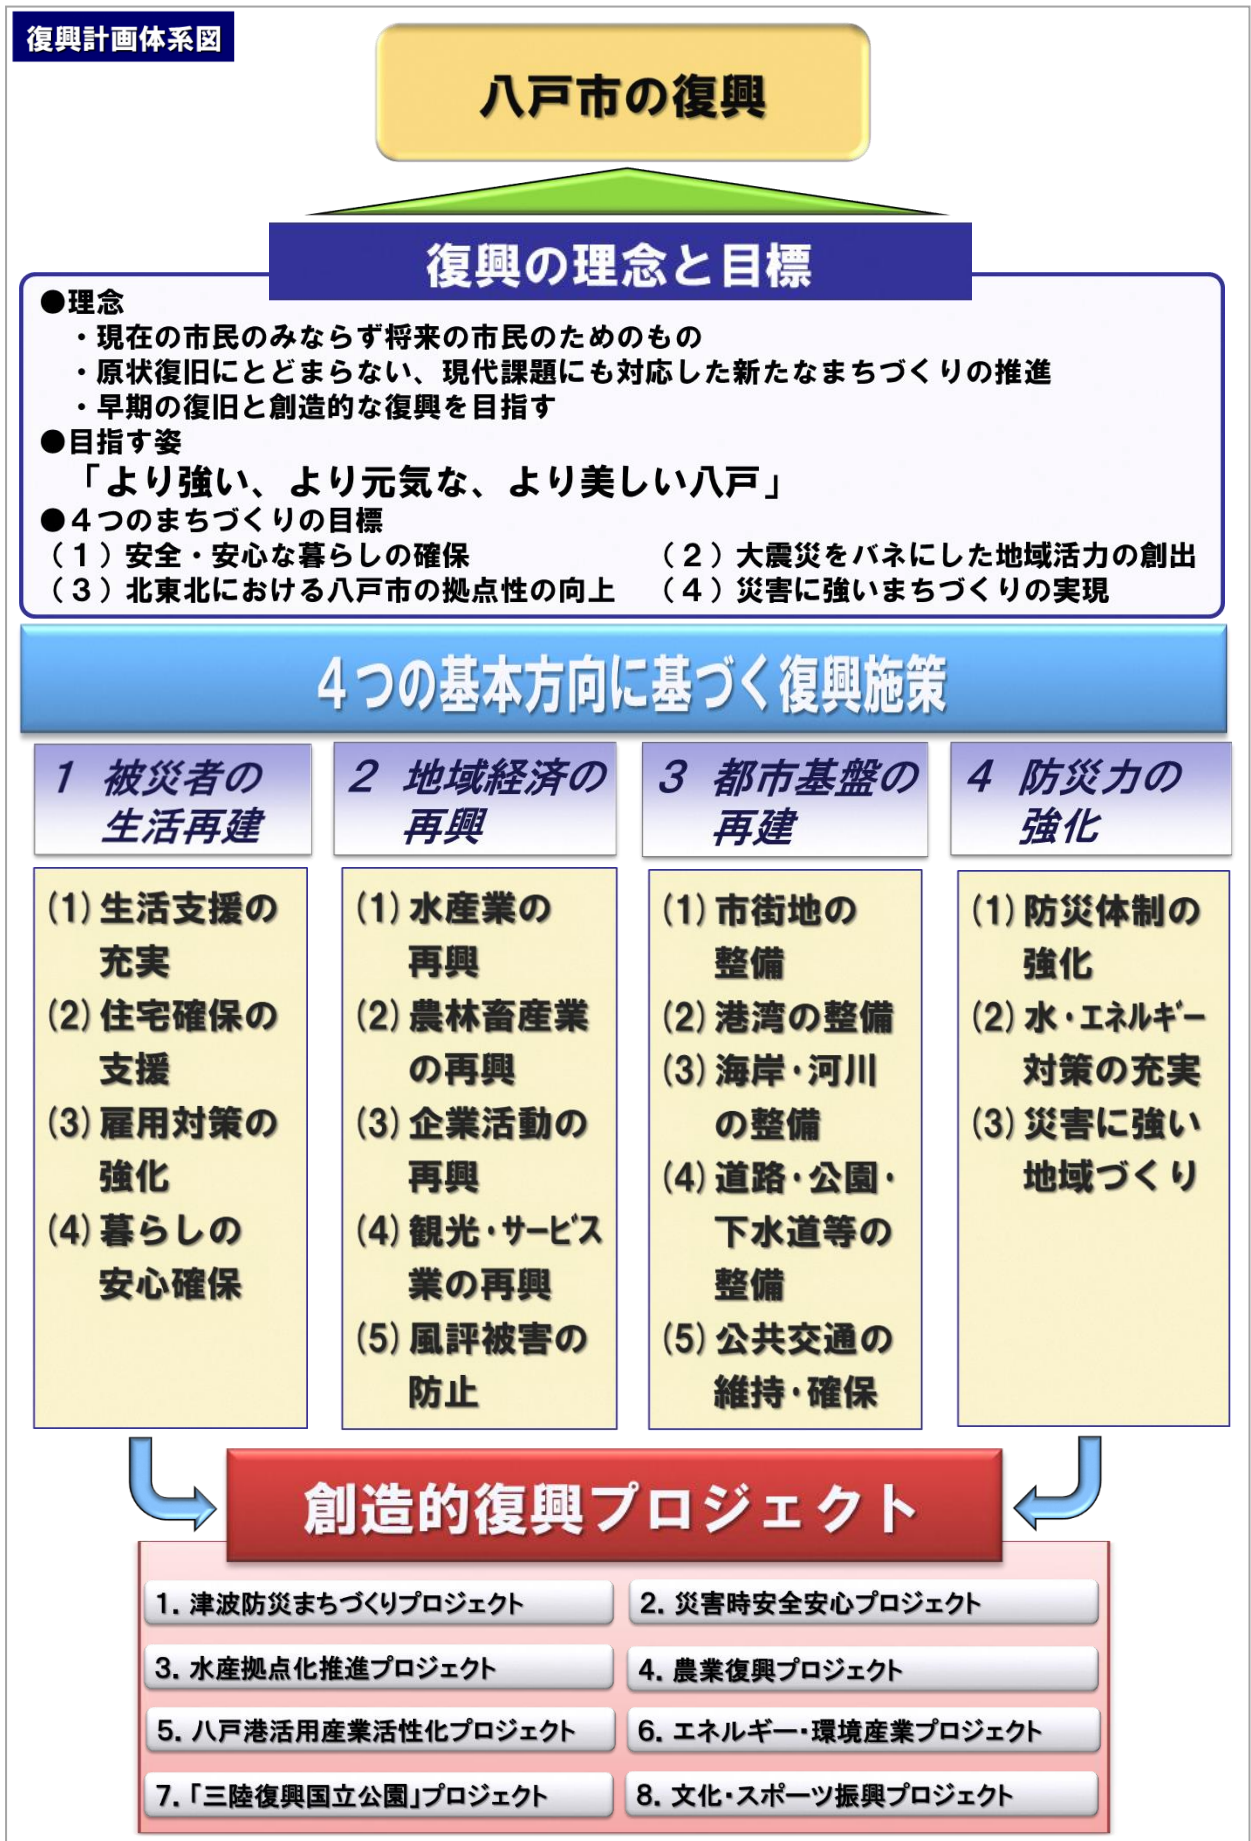 復興計画体系図
八戸市の復興
復興の理念と目標
●理念
・現在の市民のみならず将来の市民のためのもの
・原状復旧にとどまらない、現代課題にも対応した新たなまちづくりの推進
・早期の復旧と創造的な復興を目指す
●目指す姿
「より強い、より元気な、より美しい八戸」
●４つのまちづくりの目標
（１）安全・安心な暮らしの確保
（２）大震災をバネにした地域活力の創出
（３）北東北における八戸市の拠点性の向上
（４）災害に強いまちづくりの実現
４つの基本方向に基づく復興施策
1 被災者の
生活再建
(1)生活支援の
充実
(2)住宅確保の
支援
(3)雇用対策の
強化
(4)暮らしの
安心確保
2 地域経済の
再興
(1)水産業の
再興
(2)農林畜産業
の再興
(3)企業活動の
再興
(4)観光・サービス
業の再興
(5)風評被害の
防止
3 都市基盤の
再建
(1)市街地の
整備
(2)港湾の整備
(3)海岸・河川
の整備
(4)道路・公園・
下水道等の
整備
(5)公共交通の
維持・確保
4 防災力の
強化
(1)防災体制の
強化
(2)水・エネルギー
対策の充実
(3)災害に強い
地域づくり
創造的復興プロジェクト
1. 津波防災まちづくりプロジェクト
2. 災害時安全安心プロジェクト
3. 水産拠点化推進プロジェクト
4. 農業復興プロジェクト
5. 八戸港活用産業活性化プロジェクト
6. エネルギー・環境産業プロジェクト
7. 「三陸復興国立公園」プロジェクト
8. 文化・スポーツ振興プロジェクト